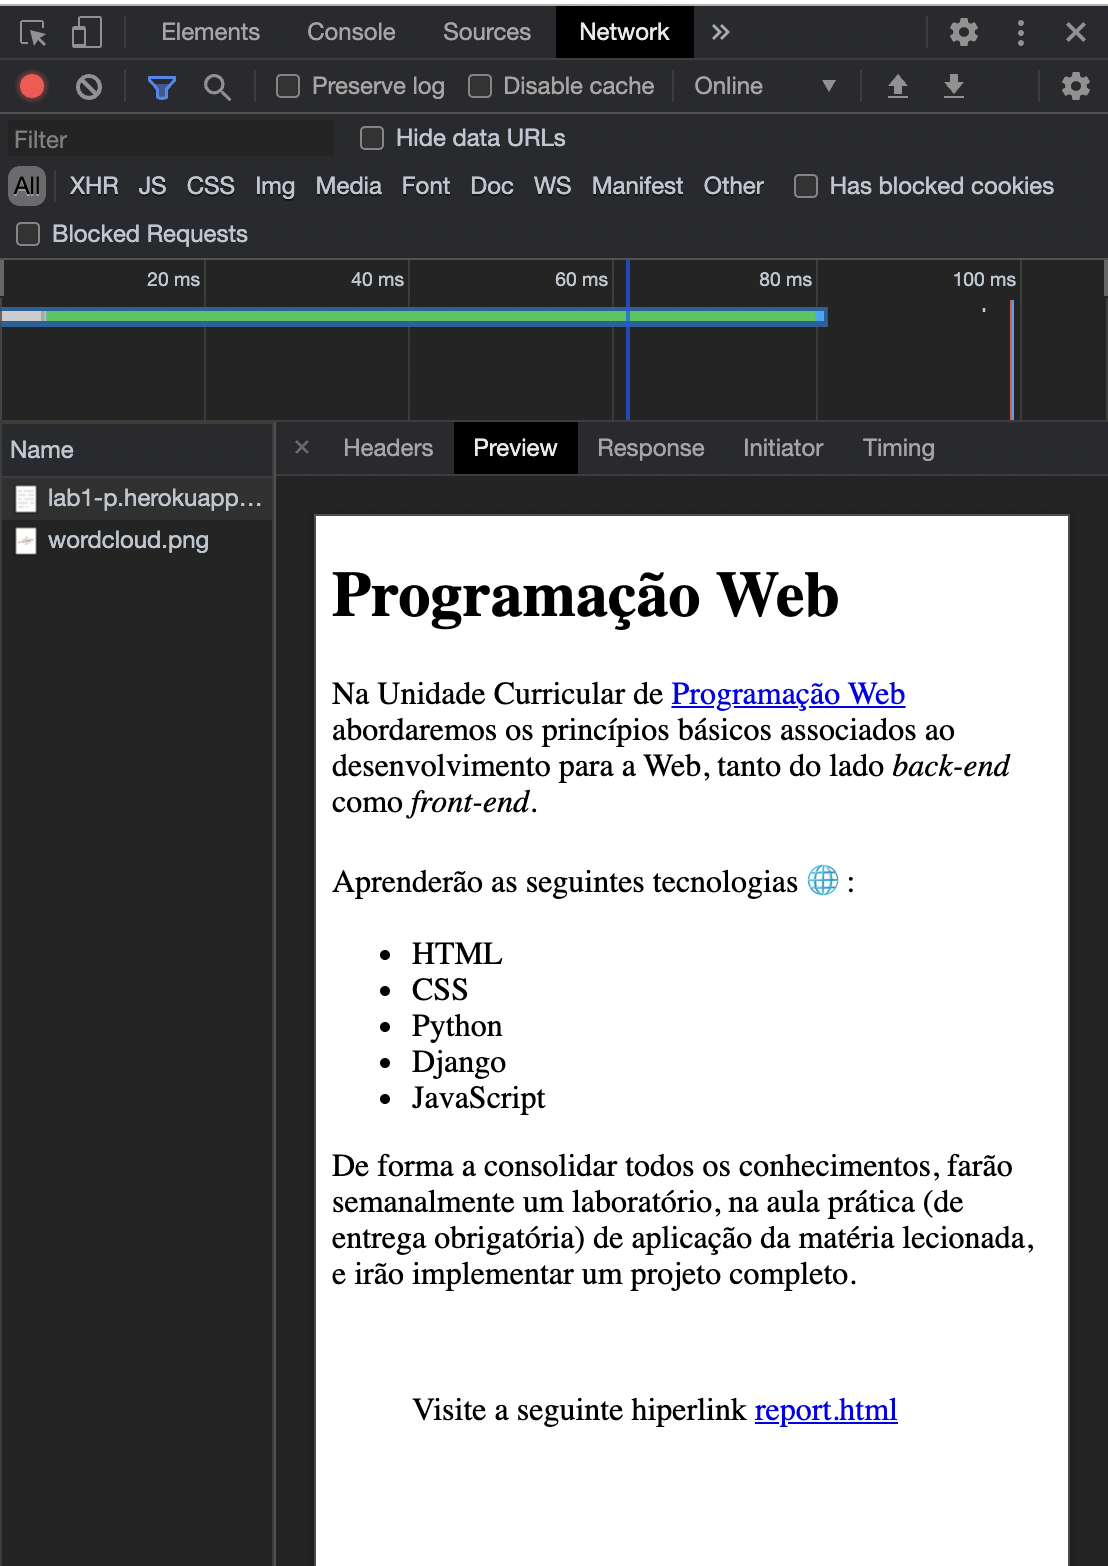 Elements Console Sources Network
Preserve log Disable cache Online
Filter Hide data URLs
All XHR JS CSS Img Media Font Doc WS Manifest Other Has blocked cookies
Blocked Requests
20 ms 40 ms 60 ms 80 ms 100 ms
Name
lab1-p.herokuapp…
wordcloud.png
Headers Preview Response Initiator Timing
Programação Web
Na Unidade Curricular de Programação Web
abordaremos os princípios básicos associados ao
desenvolvimento para a Web, tanto do lado back-end
como front-end.
Aprenderão as seguintes tecnologias 🌐 :
• HTML
• CSS
• Python
• Django
• JavaScript
De forma a consolidar todos os conhecimentos, farão
semanalmente um laboratório, na aula prática (de
entrega obrigatória) de aplicação da matéria lecionada,
e irão implementar um projeto completo.
Visite a seguinte hiperlink report.html